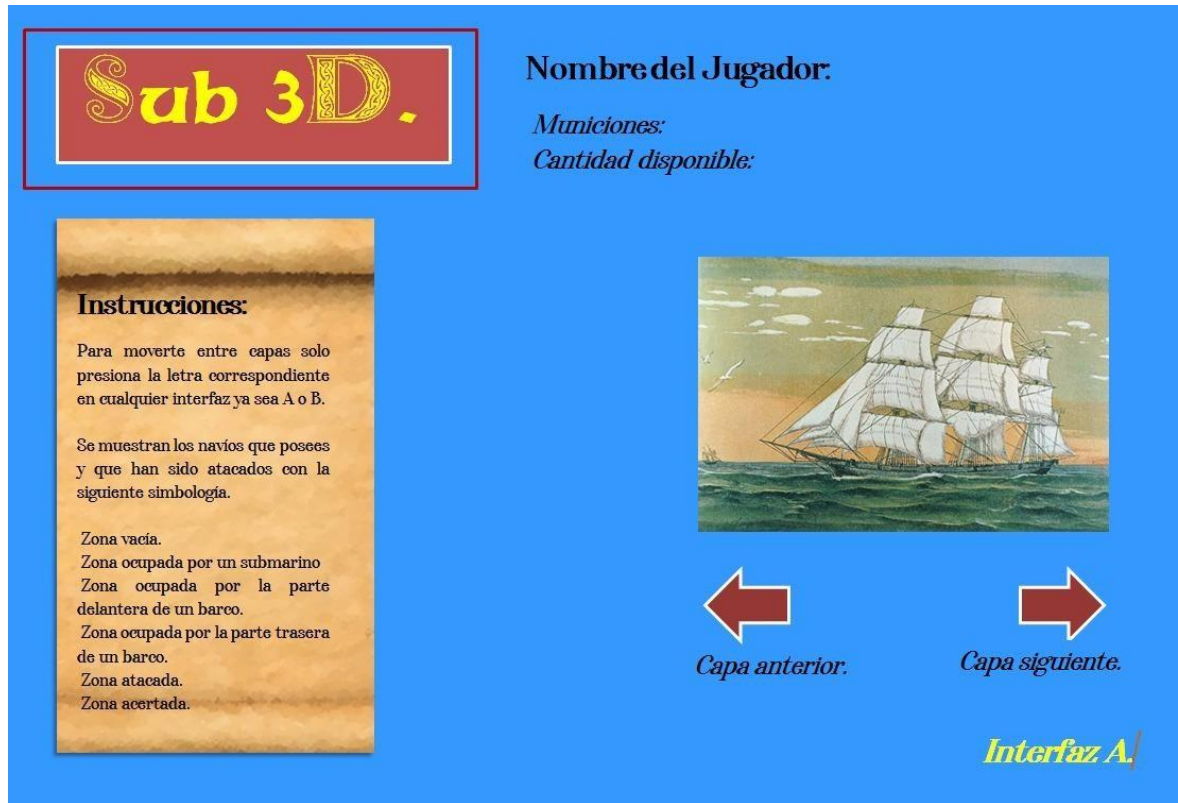 Sub 3D.
Nombre del Jugador:
Municiones:
Cantidad disponible:
Instrucciones:
Para moverte entre capas solo
presiona la letra correspondiente
en cualquier interfaz ya sea A o B.
Se muestran los navíos que posees
y que han sido atacados con la
siguiente simbología.
Zona vacía.
Zona ocupada por un submarino
Zona ocupada por la parte
delantera de un barco.
Zona ocupada por la parte trasera
de un barco.
Zona atacada.
Zona acertada.
Capa anterior.
Capa siguiente.
Interfaz A.